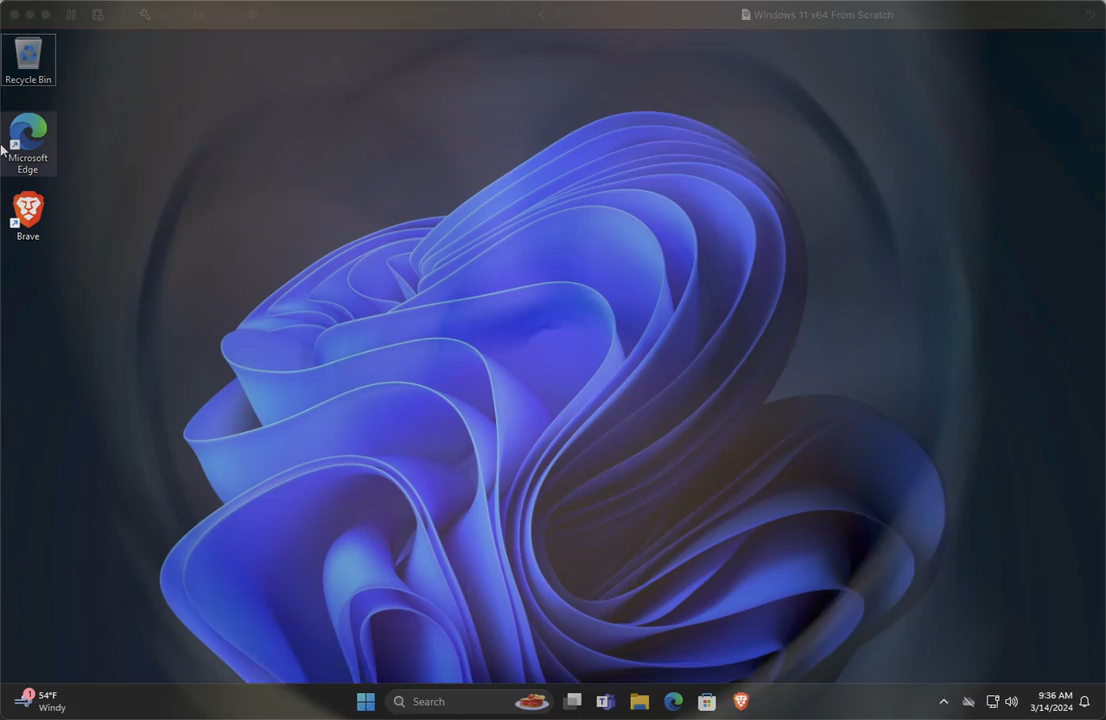 Windows 11 x64 From Scratch
Recycle Bin
Microsoft
Edge
Brave
1
54°F
Windy
Search
9:36 AM
3/14/2024